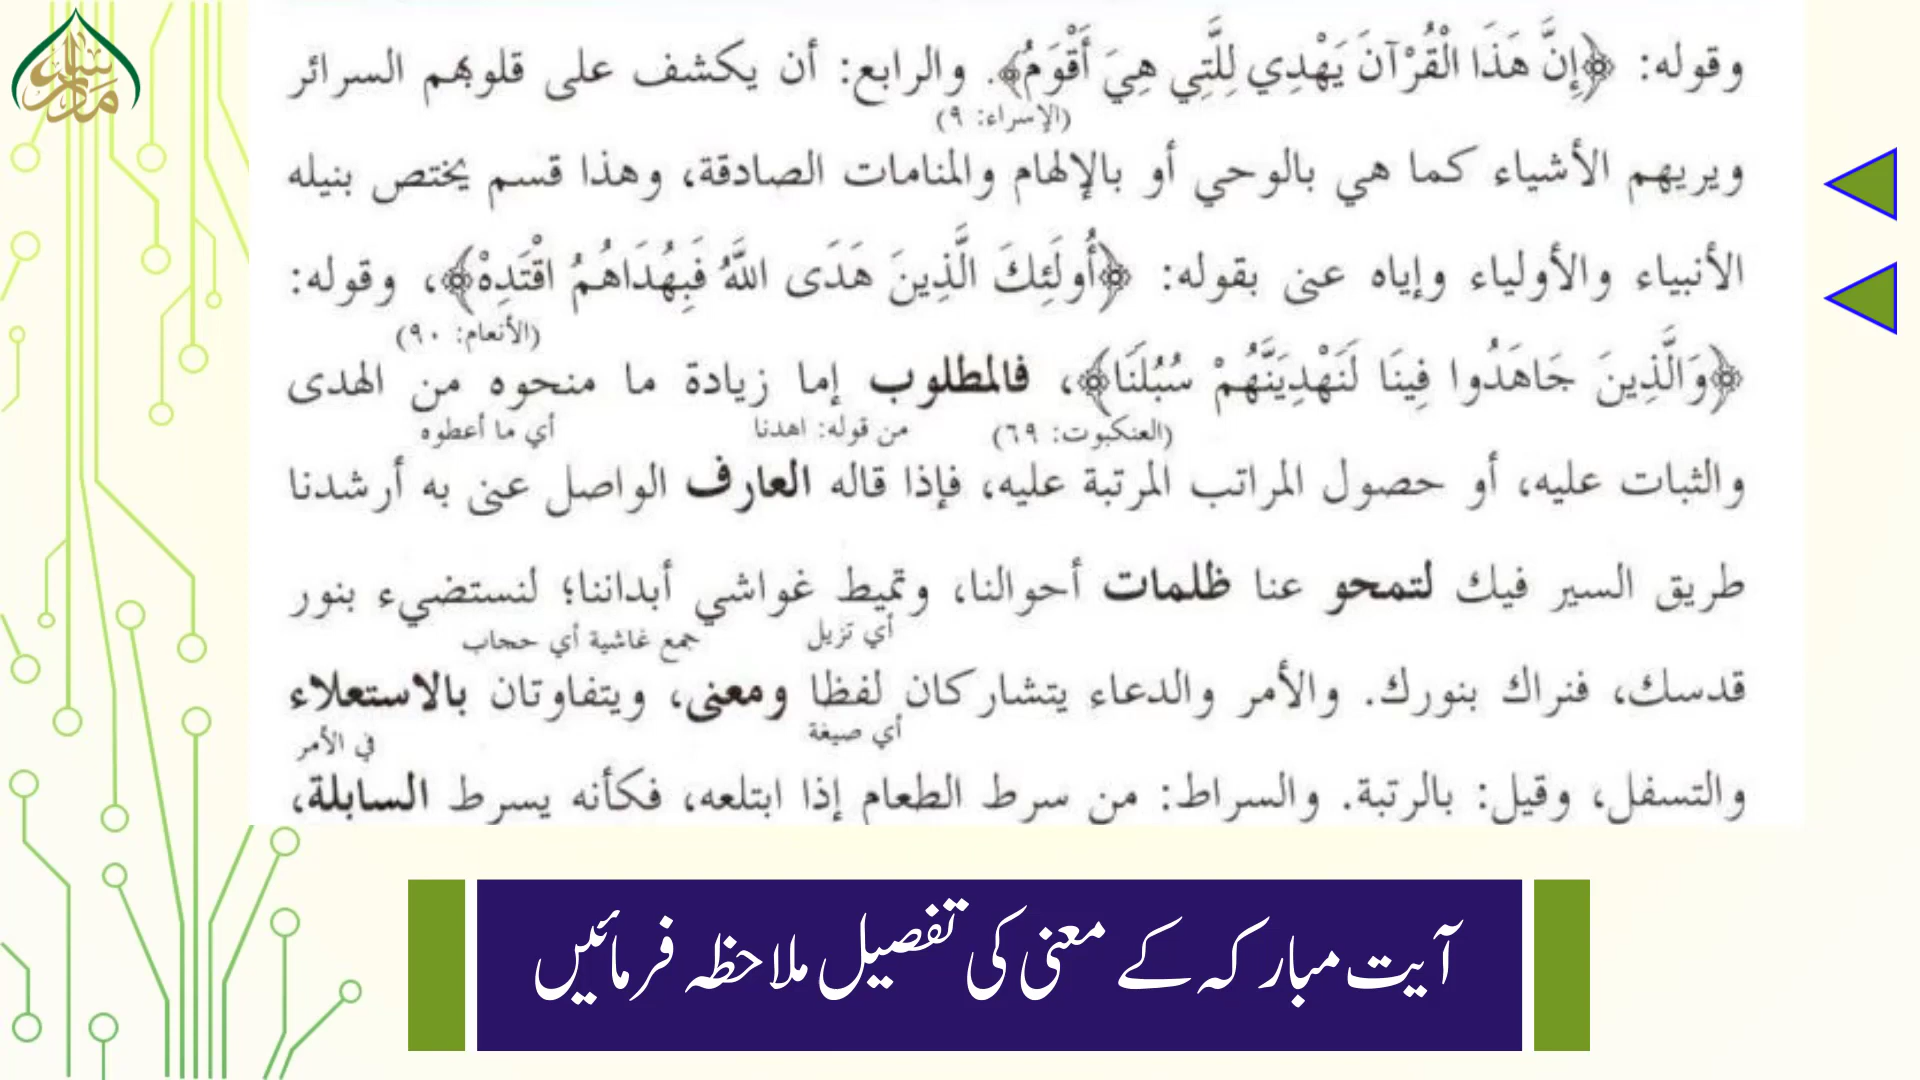 وقوله: ﴿إِنَّ هَذَا الْقُرْآنَ يَهْدِي لِلَّتِي هِيَ أَقْوَمُ﴾. والرابع: أن يكشف على قلوبهم السرائر
(الإسراء: ٩)
ويريهم الأشياء كما هي بالوحي أو بالإلهام والمنامات الصادقة، وهذا قسم يختص بنيله
الأنبياء والأولياء وإياه عنى بقوله: ﴿أُولَئِكَ الَّذِينَ هَدَى اللَّهُ فَبِهُدَاهُمُ اقْتَدِهْ﴾، وقوله:
(الأنعام: ٩٠)
﴿وَالَّذِينَ جَاهَدُوا فِينَا لَنَهْدِيَنَّهُمْ سُبُلَنَا﴾، فالمطلوب إما زيادة ما منحوه من الهدى
(العنكبوت: ٦٩) من قوله: اهدنا أي ما أعطوه
والثبات عليه، أو حصول المراتب المرتبة عليه، فإذا قاله العارف الواصل عنى به أرشدنا
طريق السير فيك لتمحو عنا ظلمات أحوالنا، وتميط غواشي أبداننا؛ لنستضيء بنور
أي تزيل جمع غاشية أي حجاب
قدسك، فنراك بنورك. والأمر والدعاء يتشاركان لفظا ومعنى، ويتفاوتان بالاستعلاء
أي صيغة في الأمر
والتسفل، وقيل: بالرتبة. والسراط: من سرط الطعام إذا ابتلعه، فكأنه يسرط السابلة،
آیت مبارکہ کے معنی کی تفصیل ملاحظہ فرمائیں